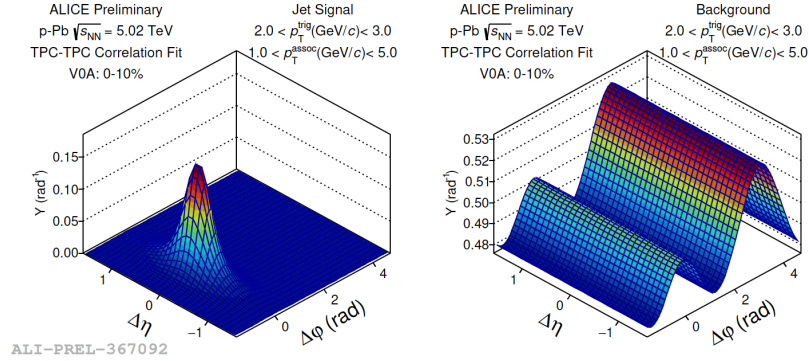 ALICE Preliminary
p-Pb √sNN = 5.02 TeV
TPC-TPC Correlation Fit
V0A: 0-10%
Jet Signal
2.0 < pTtrig(GeV/c) < 3.0
1.0 < pTassoc(GeV/c) < 5.0
Y (rad-1)
0.15
0.10
0.05
0.00
1
0
−1
Δη
0
2
4
Δφ (rad)
ALICE Preliminary
p-Pb √sNN = 5.02 TeV
TPC-TPC Correlation Fit
V0A: 0-10%
Background
2.0 < pTtrig(GeV/c) < 3.0
1.0 < pTassoc(GeV/c) < 5.0
Y (rad-1)
0.53
0.52
0.51
0.50
0.49
0.48
1
0
−1
Δη
0
2
4
Δφ (rad)
ALI-PREL-367092